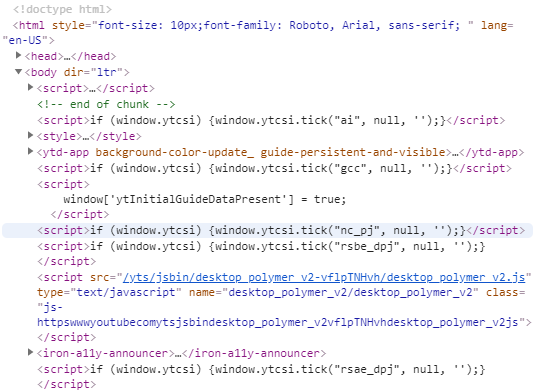 <!doctype html>
<html style="font-size: 10px;font-family: Roboto, Arial, sans-serif; " lang=
"en-US">
<head>…</head>
<body dir="ltr">
<script>…</script>
<!-- end of chunk -->
<script>if (window.ytcsi) {window.ytcsi.tick("ai", null, '');}</script>
<style>…</style>
<ytd-app background-color-update_ guide-persistent-and-visible>…</ytd-app>
<script>if (window.ytcsi) {window.ytcsi.tick("gcc", null, '');}</script>
<script>
window['ytInitialGuideDataPresent'] = true;
</script>
<script>if (window.ytcsi) {window.ytcsi.tick("nc_pj", null, '');}</script>
<script>if (window.ytcsi) {window.ytcsi.tick("rsbe_dpj", null, '');}
</script>
<script src="/yts/jsbin/desktop_polymer_v2-vflpTNHvh/desktop_polymer_v2.js"
type="text/javascript" name="desktop_polymer_v2/desktop_polymer_v2" class=
"js-
httpswwwyoutubecomytsjsbindesktop_polymer_v2vflpTNHvhdesktop_polymer_v2js">
</script>
<iron-a11y-announcer>…</iron-a11y-announcer>
<script>if (window.ytcsi) {window.ytcsi.tick("rsae_dpj", null, '');}
</script>